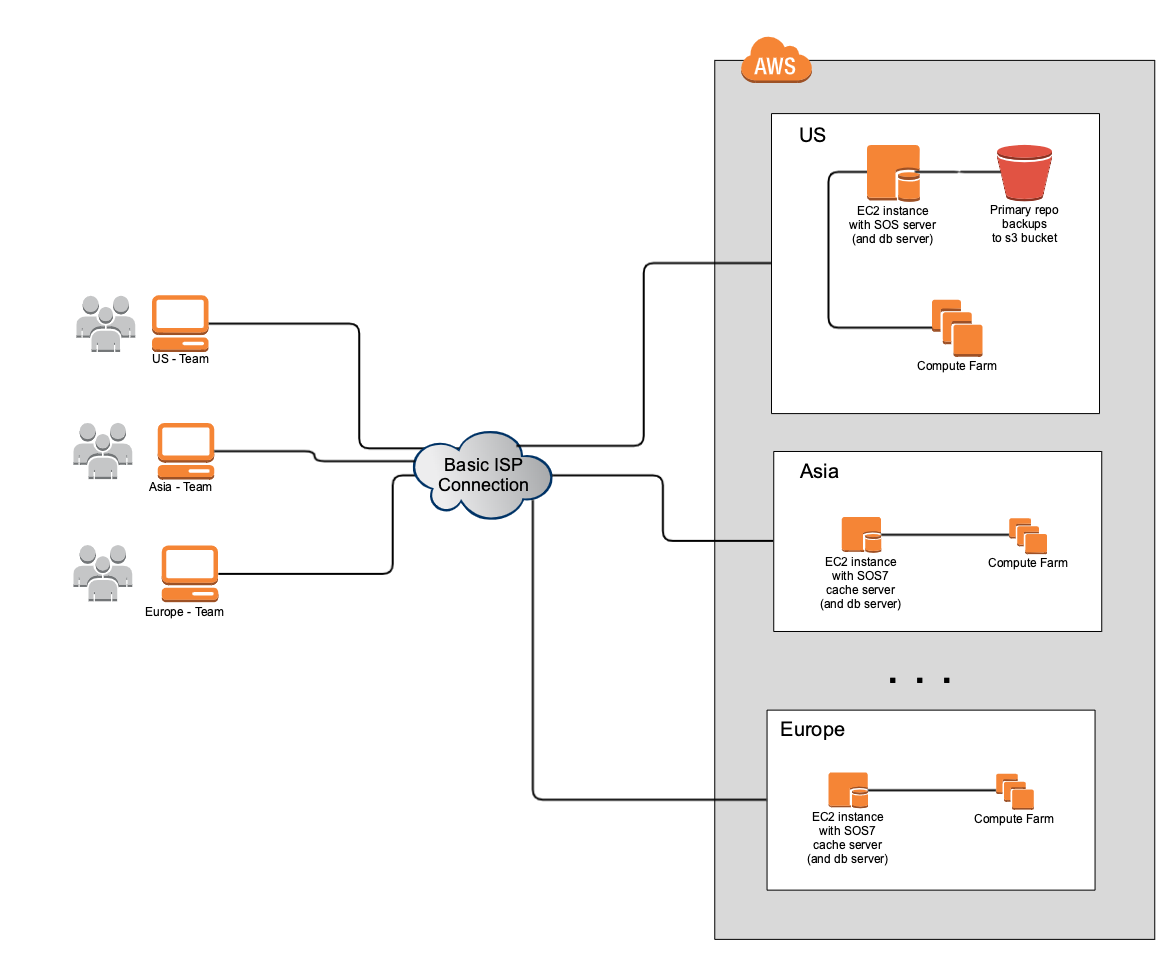 AWS
US
EC2 instance
with SOS server
(and db server)
Primary repo
backups
to s3 bucket
Compute Farm
US - Team
Asia - Team
Europe - Team
Basic ISP
Connection
Asia
EC2 instance
with SOS7
cache server
(and db server)
Compute Farm
. . .
Europe
EC2 instance
with SOS7
cache server
(and db server)
Compute Farm